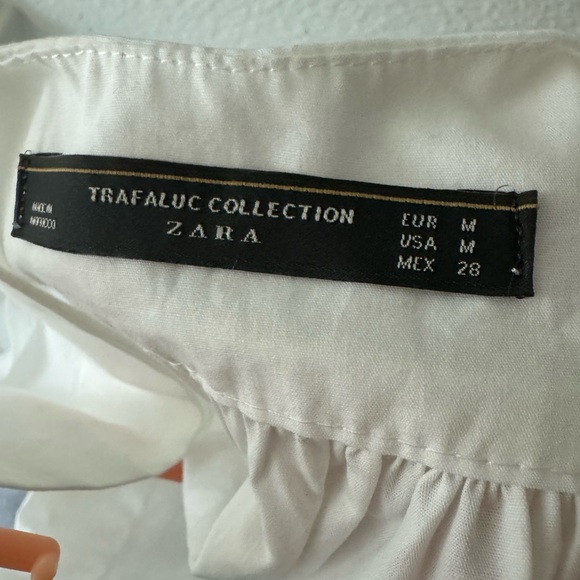 MADE IN
MOROCCO
TRAFALUC COLLECTION
ZARA
EUR M
USA M
MEX 28